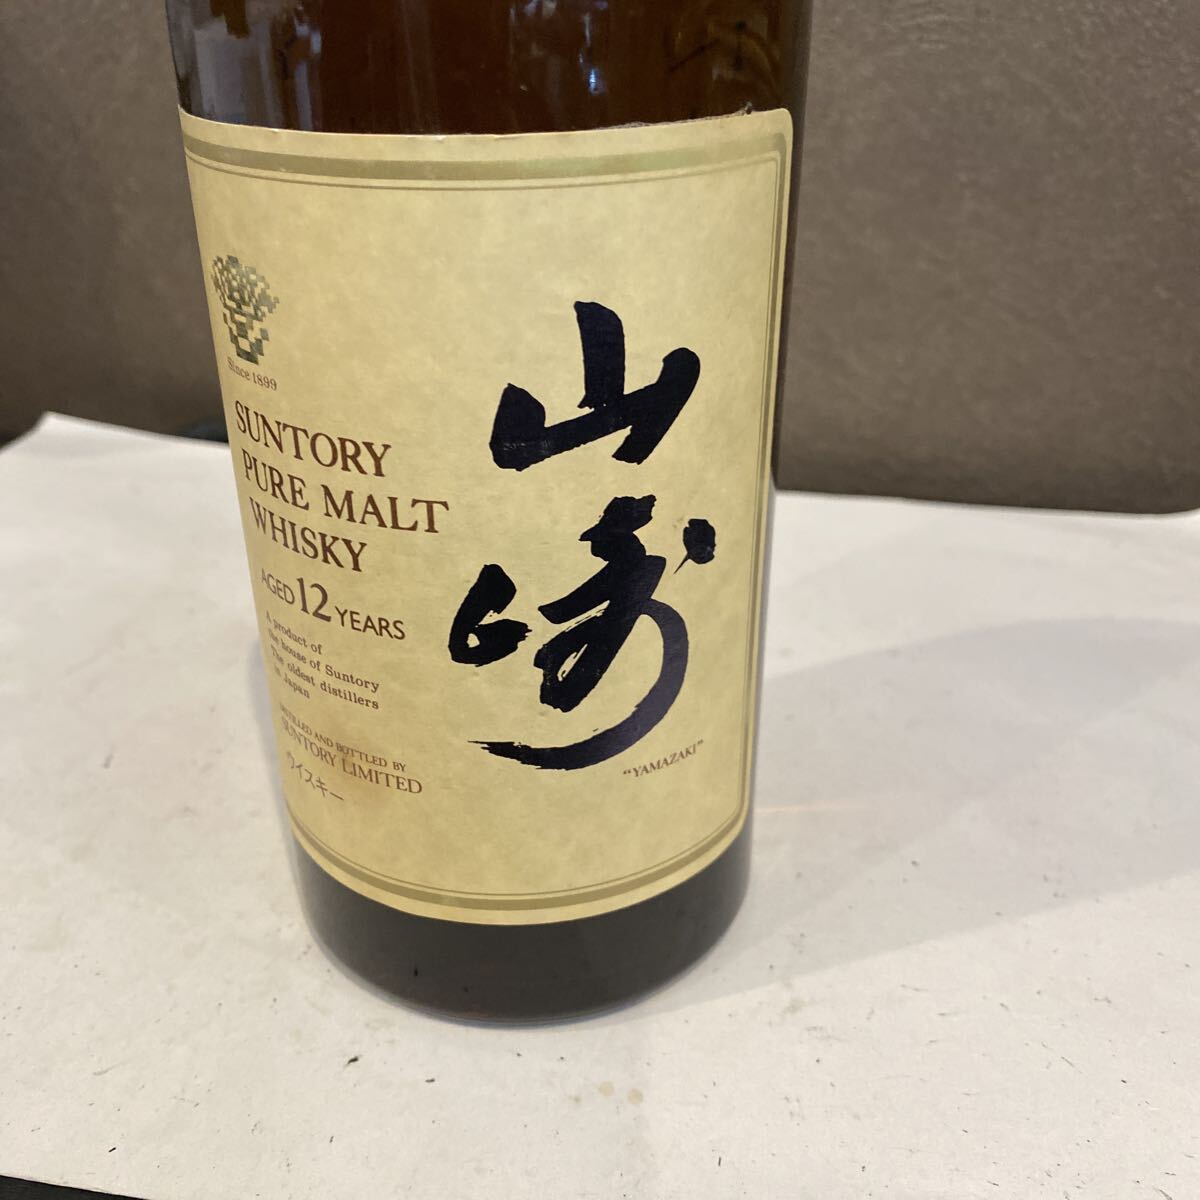 Since 1899
SUNTORY
PURE MALT
WHISKY
AGED 12 YEARS
A product of
the house of Suntory
The oldest distillers
in Japan
DISTILLED AND BOTTLED BY
SUNTORY LIMITED
ウイスキー
山崎
"YAMAZAKI"